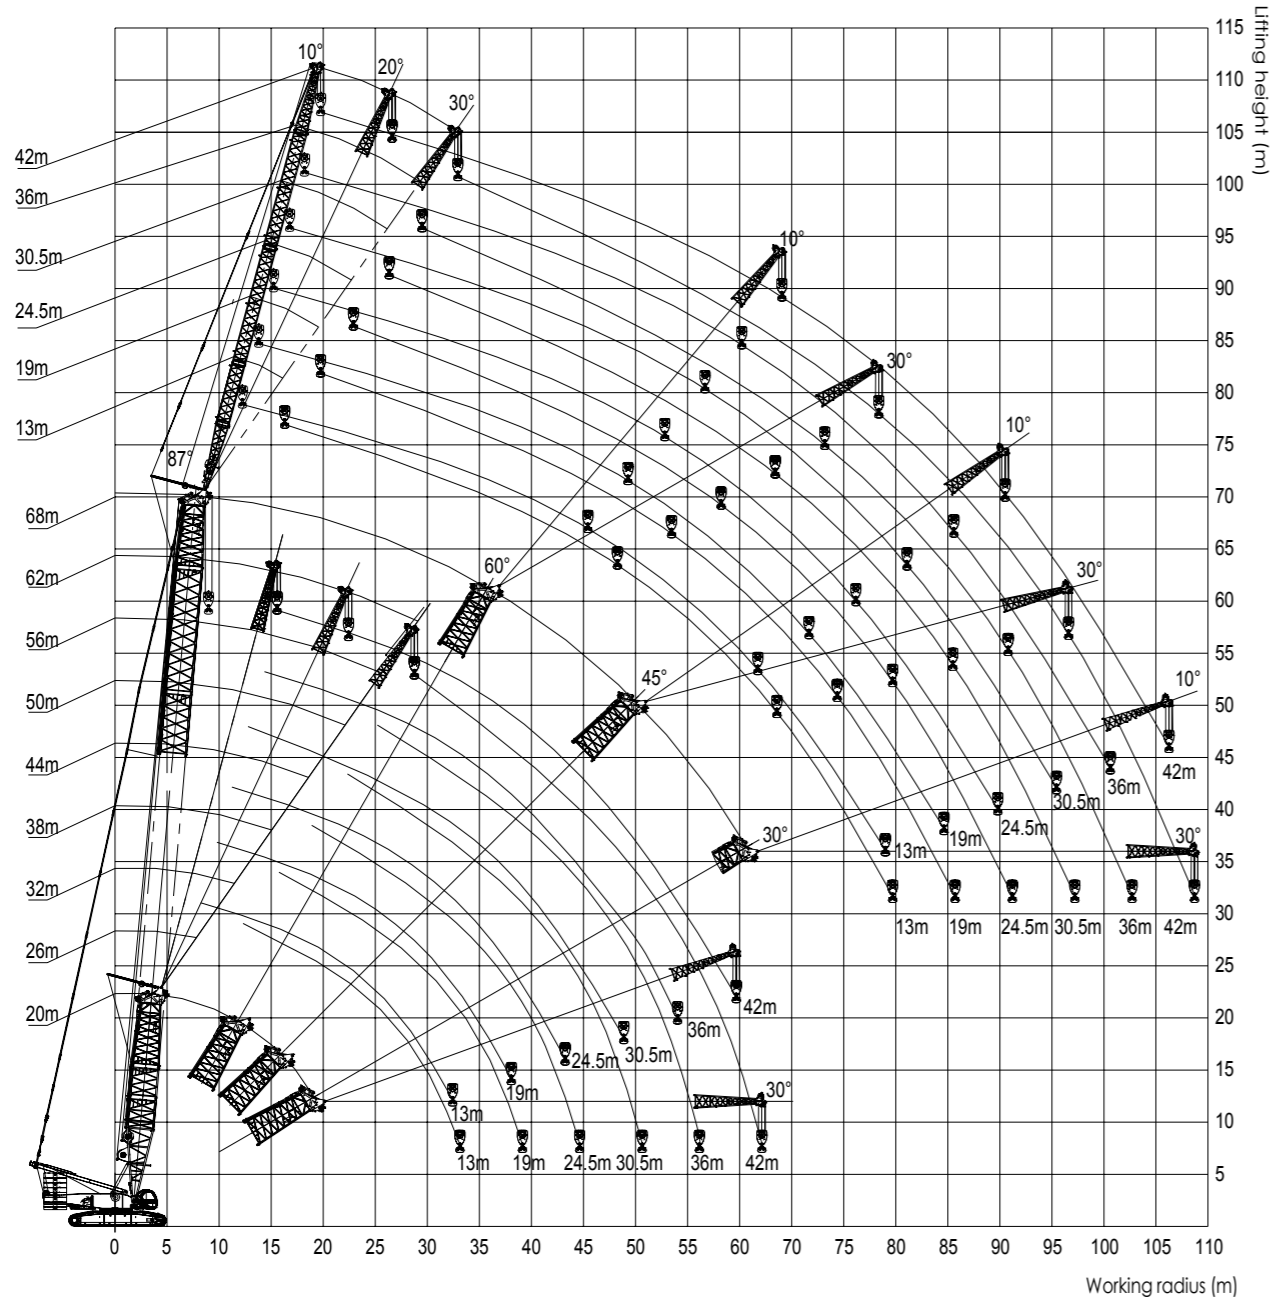 115
Lifting height (m)
10°
20°
110
30°
105
42m
100
36m
95
10°
30.5m
90
24.5m
85
19m
30°
80
13m
10°
75
87°
70
68m
65
62m
60°
30°
60
56m
55
50m
45°
10°
50
44m
45
42m
36m
30.5m
40
38m
24.5m
19m
30°
30°
13m
35
32m
30
13m
19m
24.5m
30.5m
36m
42m
26m
25
42m
20m
36m
20
30.5m
24.5m
15
19m
30°
13m
10
13m
19m
24.5m
30.5m
36m
42m
5
0 5 10 15 20 25 30 35 40 45 50 55 60 65 70 75 80 85 90 95 100 105 110
Working radius (m)